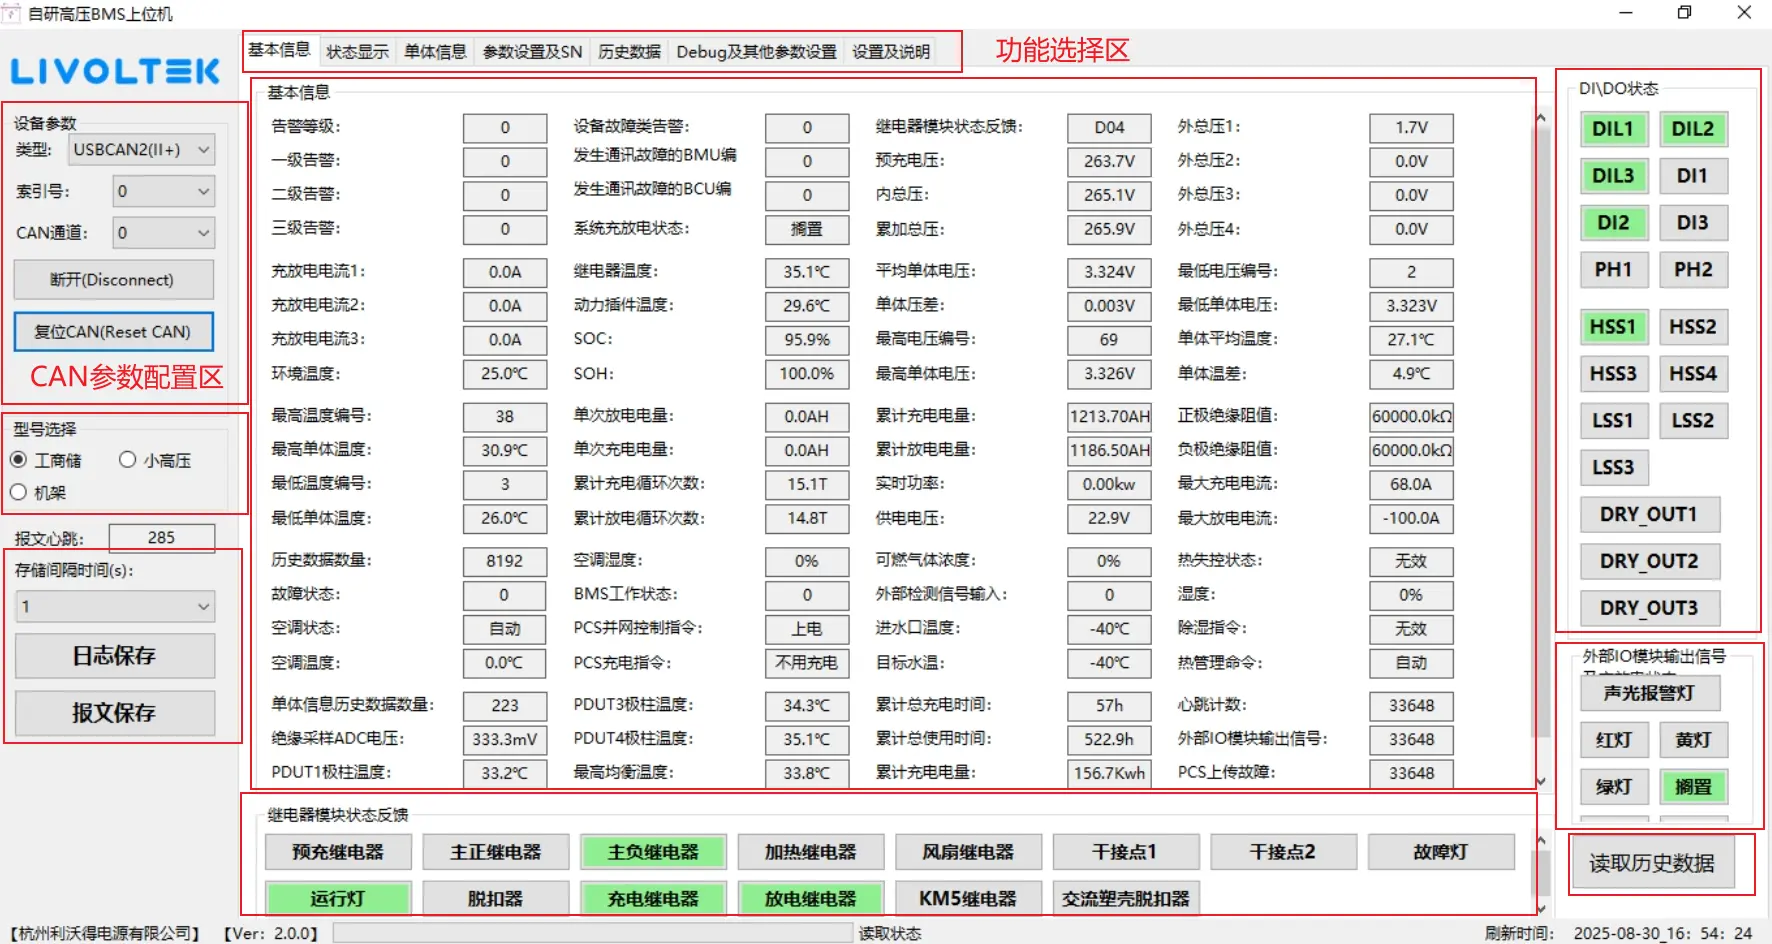 自研高压BMS上位机
基本信息 状态显示 单体信息 参数设置及SN 历史数据 Debug及其他参数设置 设置及说明
功能选择区
LIVOLTEK
设备参数
类型: USBCAN2(II+)
索引号: 0
CAN通道: 0
断开(Disconnect)
复位CAN(Reset CAN)
CAN参数配置区
型号选择
工商储 小高压
机架
报文心跳: 285
存储间隔时间(s):
1
日志保存
报文保存
基本信息
告警等级: 0 设备故障类告警: 0 继电器模块状态反馈: D04 外总压1: 1.7V
一级告警: 0 发生通讯故障的BMU编 0 预充电压: 263.7V 外总压2: 0.0V
二级告警: 0 发生通讯故障的BCU编 0 内总压: 265.1V 外总压3: 0.0V
三级告警: 0 系统充放电状态: 搁置 累加总压: 265.9V 外总压4: 0.0V
充放电电流1: 0.0A 继电器温度: 35.1℃ 平均单体电压: 3.324V 最低电压编号: 2
充放电电流2: 0.0A 动力插件温度: 29.6℃ 单体压差: 0.003V 最低单体电压: 3.323V
充放电电流3: 0.0A SOC: 95.9% 最高电压编号: 69 单体平均温度: 27.1℃
环境温度: 25.0℃ SOH: 100.0% 最高单体电压: 3.326V 单体温差: 4.9℃
最高温度编号: 38 单次放电电量: 0.0AH 累计充电电量: 1213.70AH 正极绝缘阻值: 60000.0kΩ
最高单体温度: 30.9℃ 单次充电电量: 0.0AH 累计放电电量: 1186.50AH 负极绝缘阻值: 60000.0kΩ
最低温度编号: 3 累计充电循环次数: 15.1T 实时功率: 0.00kw 最大充电电流: 68.0A
最低单体温度: 26.0℃ 累计放电循环次数: 14.8T 供电电压: 22.9V 最大放电电流: -100.0A
历史数据数量: 8192 空调湿度: 0% 可燃气体浓度: 0% 热失控状态: 无效
故障状态: 0 BMS工作状态: 0 外部检测信号输入: 0 湿度: 0%
空调状态: 自动 PCS并网控制指令: 上电 进水口温度: -40℃ 除湿指令: 无效
空调温度: 0.0℃ PCS充电指令: 不用充电 目标水温: -40℃ 热管理命令: 自动
单体信息历史数据数量: 223 PDUT3极柱温度: 34.3℃ 累计总充电时间: 57h 心跳计数: 33648
绝缘采样ADC电压: 333.3mV PDUT4极柱温度: 35.1℃ 累计总使用时间: 522.9h 外部IO模块输出信号: 33648
PDUT1极柱温度: 33.2℃ 最高均衡温度: 33.8℃ 累计充电电量: 156.7Kwh PCS上传故障: 33648
继电器模块状态反馈
预充继电器 主正继电器 主负继电器 加热继电器 风扇继电器 干接点1 干接点2 故障灯
运行灯 脱扣器 充电继电器 放电继电器 KM5继电器 交流塑壳脱扣器
DI\DO状态
DIL1 DIL2
DIL3 DI1
DI2 DI3
PH1 PH2
HSS1 HSS2
HSS3 HSS4
LSS1 LSS2
LSS3
DRY_OUT1
DRY_OUT2
DRY_OUT3
外部IO模块输出信号
声光报警灯
红灯 黄灯
绿灯 搁置
读取历史数据
【杭州利沃得电源有限公司】 【Ver: 2.0.0】 读取状态 刷新时间: 2025-08-30_16: 54: 24